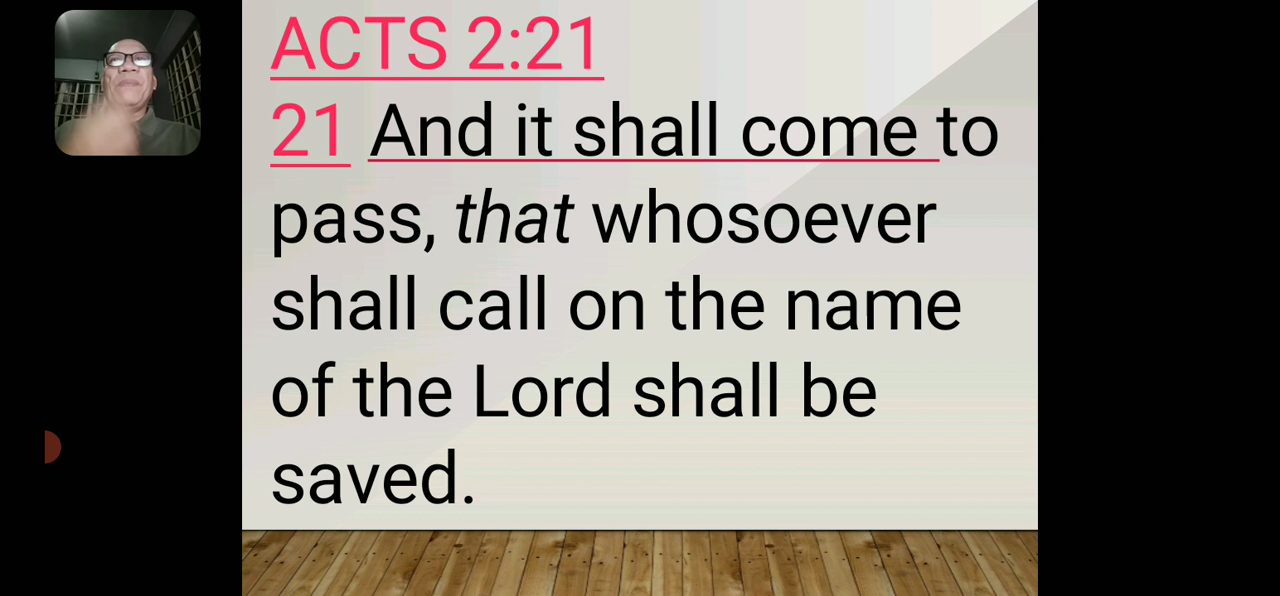 ACTS 2:21
21 And it shall come to
pass, that whosoever
shall call on the name
of the Lord shall be
saved.